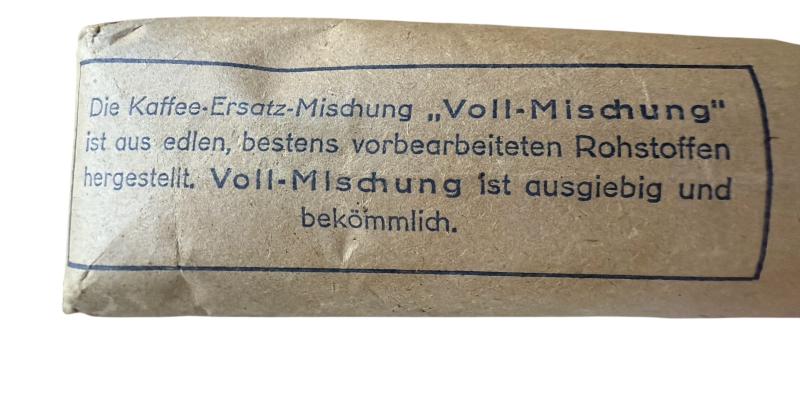 Die Kaffee-Ersatz-Mischung „Voll-Mischung"
ist aus edlen, bestens vorbearbeiteten Rohstoffen
hergestellt. Voll-Mischung ist ausgiebig und
bekömmlich.